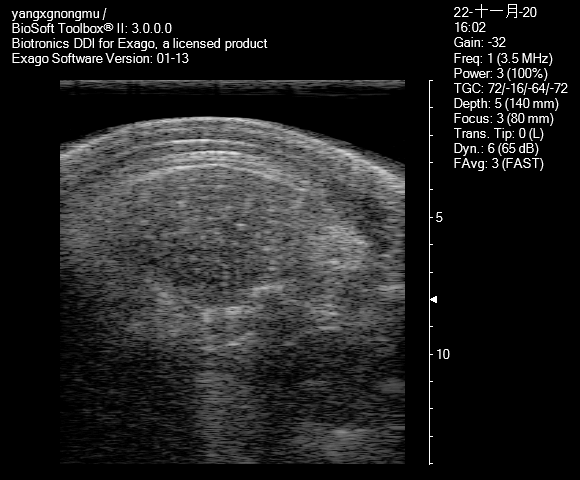 yangxgnongmu /
BioSoft Toolbox® II: 3.0.0.0
Biotronics DDI for Exago, a licensed product
Exago Software Version: 01-13
22-十一月-20
16:02
Gain: -32
Freq: 1 (3.5 MHz)
Power: 3 (100%)
TGC: 72/-16/-64/-72
Depth: 5 (140 mm)
Focus: 3 (80 mm)
Trans. Tip: 0 (L)
Dyn.: 6 (65 dB)
FAvg: 3 (FAST)
5
10